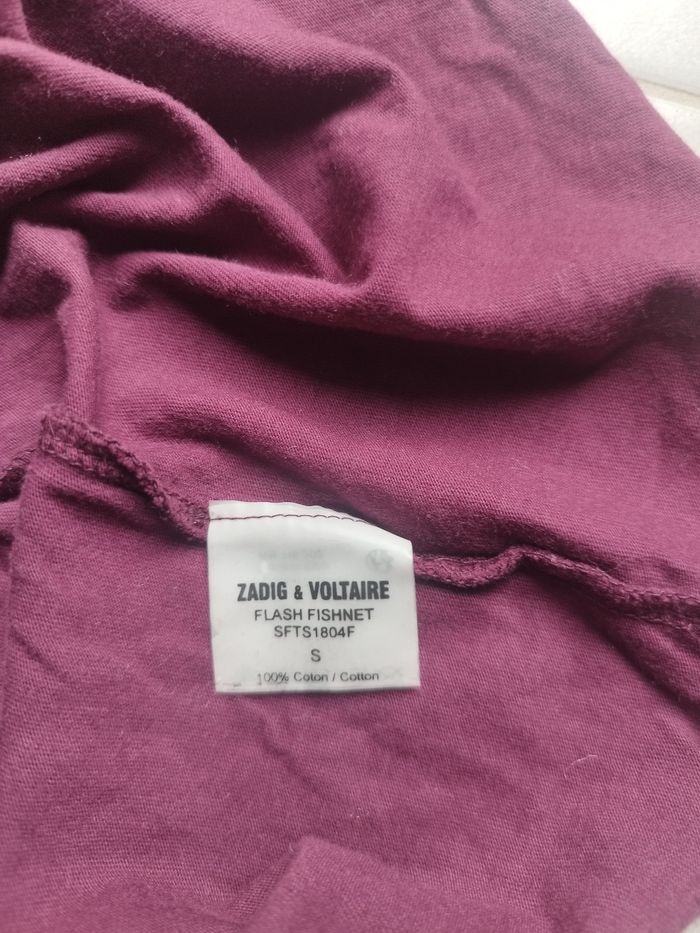 ZADIG & VOLTAIRE
FLASH FISHNET
SFTS1804F
S
100% Coton / Cotton